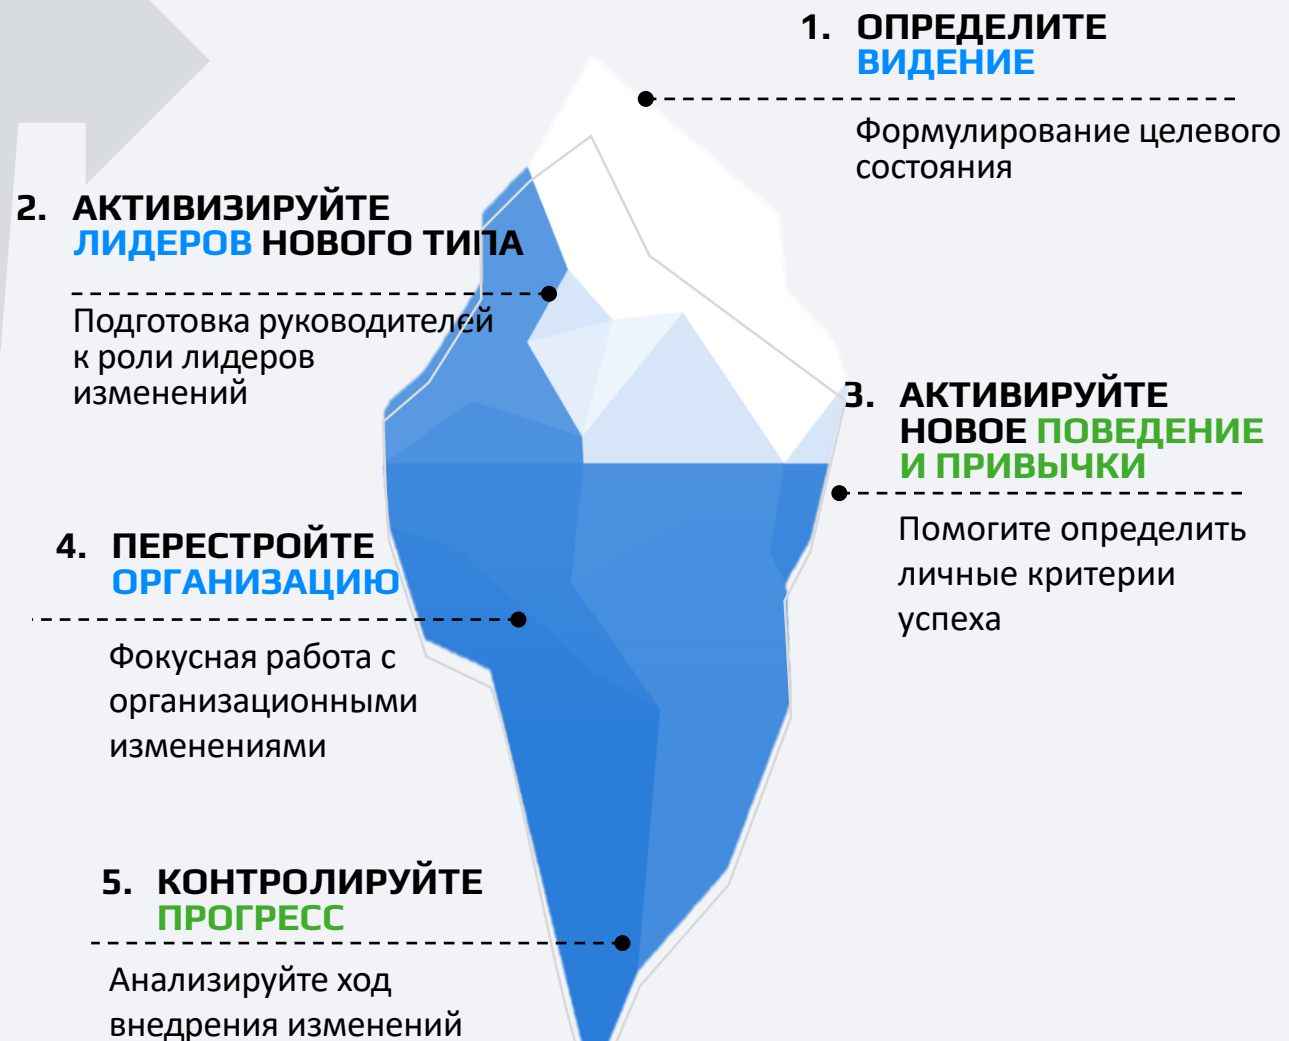 1. ОПРЕДЕЛИТЕ
ВИДЕНИЕ
Формулирование целевого
состояния
2. АКТИВИЗИРУЙТЕ
ЛИДЕРОВ НОВОГО ТИПА
Подготовка руководителей
к роли лидеров
изменений
3. АКТИВИРУЙТЕ
НОВОЕ ПОВЕДЕНИЕ
И ПРИВЫЧКИ
Помогите определить
личные критерии
успеха
4. ПЕРЕСТРОЙТЕ
ОРГАНИЗАЦИЮ
Фокусная работа с
организационными
изменениями
5. КОНТРОЛИРУЙТЕ
ПРОГРЕСС
Анализируйте ход
внедрения изменений